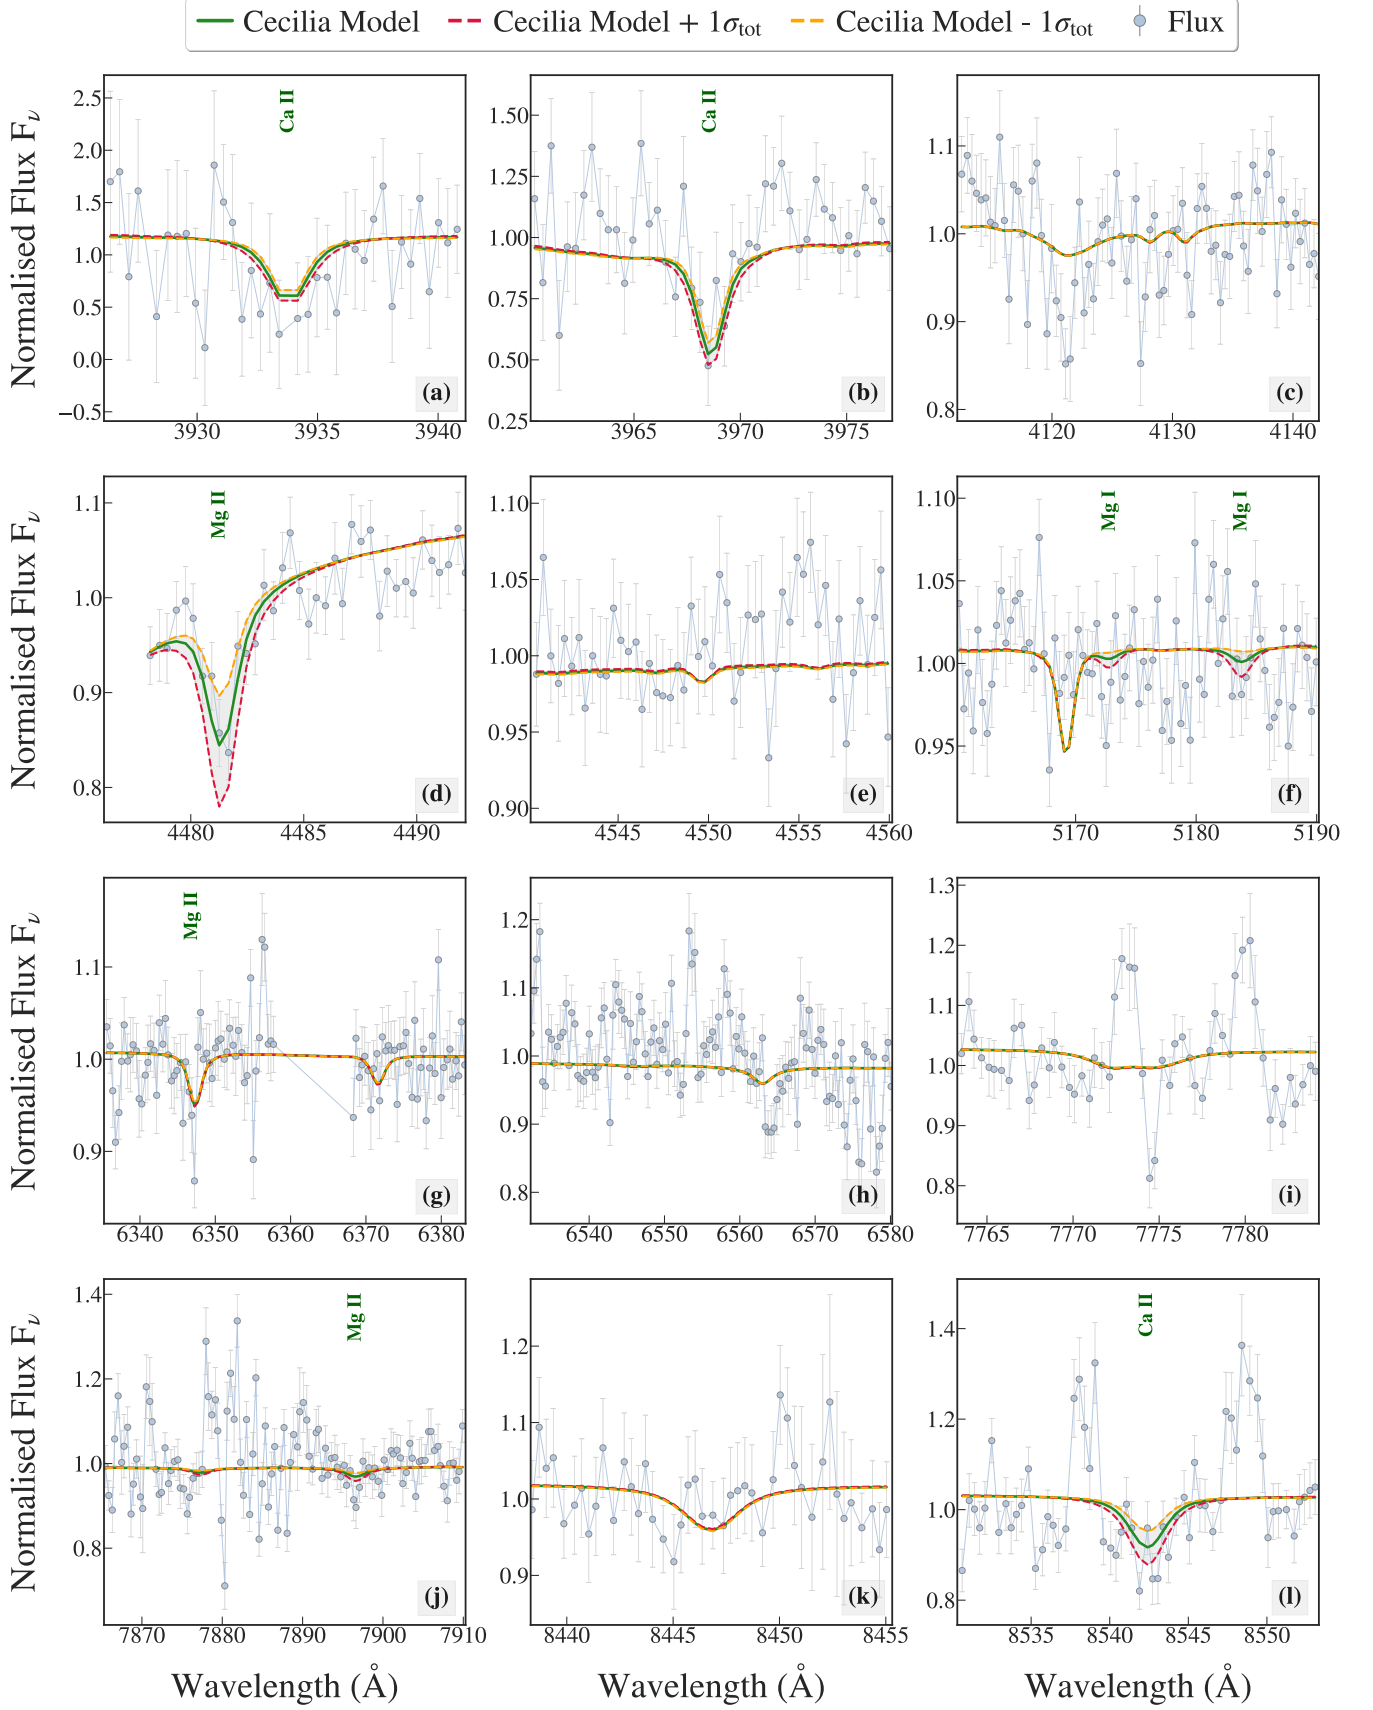 Cecilia Model Cecilia Model + 1σtot Cecilia Model - 1σtot Flux
Normalised Flux Fν
2.5
2.0
1.5
1.0
0.5
0.0
−0.5
Ca II
(a)
3930 3935 3940
1.50
1.25
1.00
0.75
0.50
0.25
Ca II
(b)
3965 3970 3975
1.1
1.0
0.9
0.8
(c)
4120 4130 4140
Normalised Flux Fν
1.1
1.0
0.9
0.8
Mg II
(d)
4480 4485 4490
1.10
1.05
1.00
0.95
0.90
(e)
4545 4550 4555 4560
1.10
1.05
1.00
0.95
Mg I
Mg I
(f)
5170 5180 5190
Normalised Flux Fν
1.1
1.0
0.9
Mg II
(g)
6340 6350 6360 6370 6380
1.2
1.1
1.0
0.9
0.8
(h)
6540 6550 6560 6570 6580
1.3
1.2
1.1
1.0
0.9
0.8
(i)
7765 7770 7775 7780
Normalised Flux Fν
1.4
1.2
1.0
0.8
Mg II
(j)
7870 7880 7890 7900 7910
1.2
1.1
1.0
0.9
(k)
8440 8445 8450 8455
1.4
1.2
1.0
0.8
Ca II
(l)
8535 8540 8545 8550
Wavelength (Å) Wavelength (Å) Wavelength (Å)